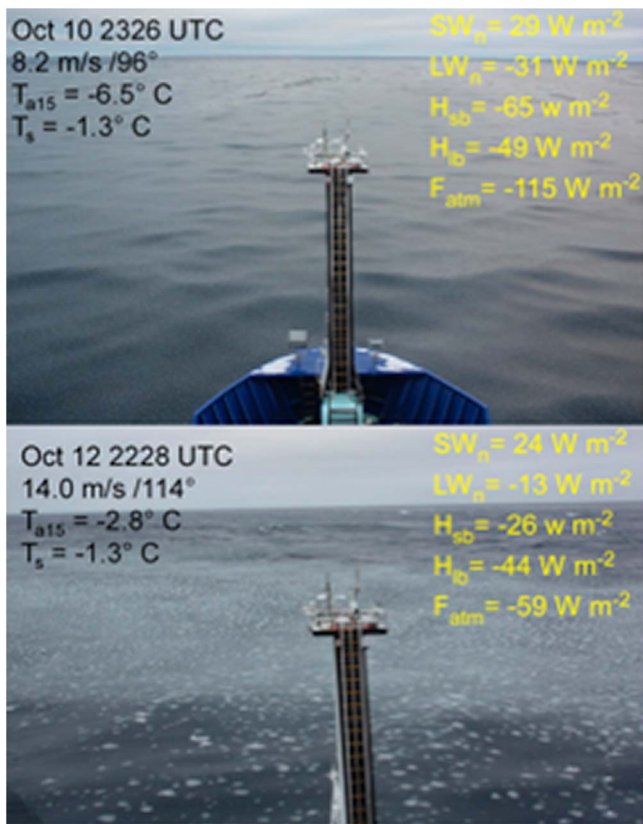 Oct 10 2326 UTC
8.2 m/s /96°
Ta15 = -6.5° C
Ts = -1.3° C
SWn= 29 W m-2
LWn= -31 W m-2
Hsb= -65 w m-2
Hlb= -49 W m-2
Fatm= -115 W m-2
Oct 12 2228 UTC
14.0 m/s /114°
Ta15 = -2.8° C
Ts = -1.3° C
SWn= 24 W m-2
LWn= -13 W m-2
Hsb= -26 w m-2
Hlb= -44 W m-2
Fatm= -59 W m-2